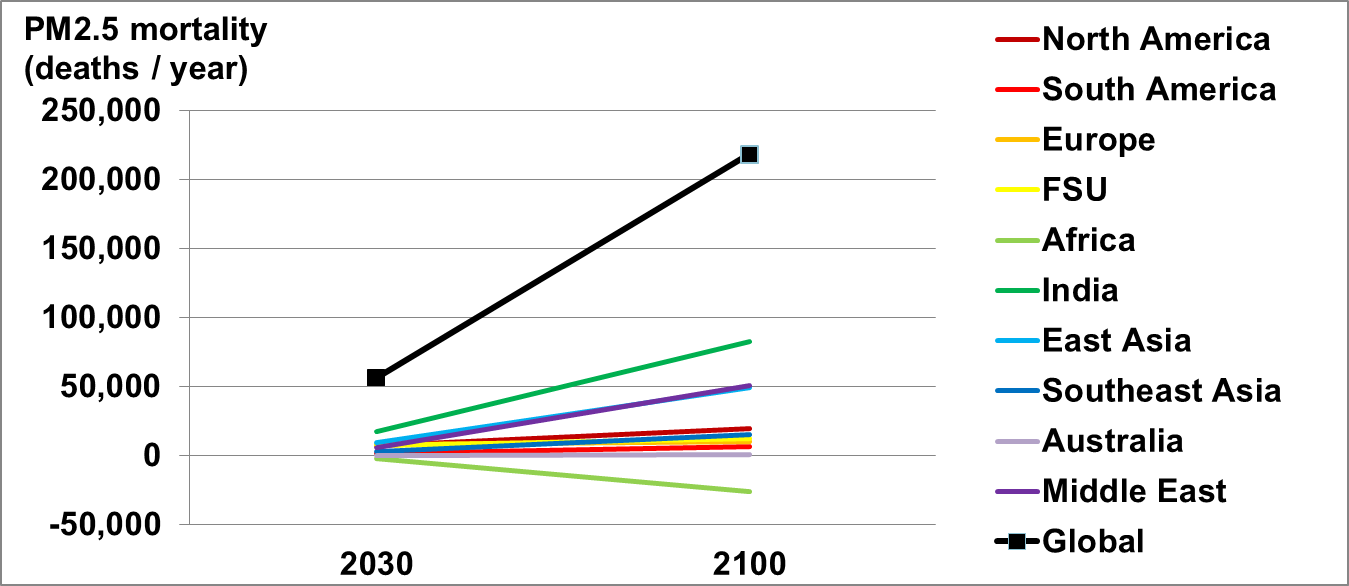 PM2.5 mortality
(deaths / year)
250,000
200,000
150,000
100,000
50,000
0
-50,000
2030
2100
North America
South America
Europe
FSU
Africa
India
East Asia
Southeast Asia
Australia
Middle East
Global